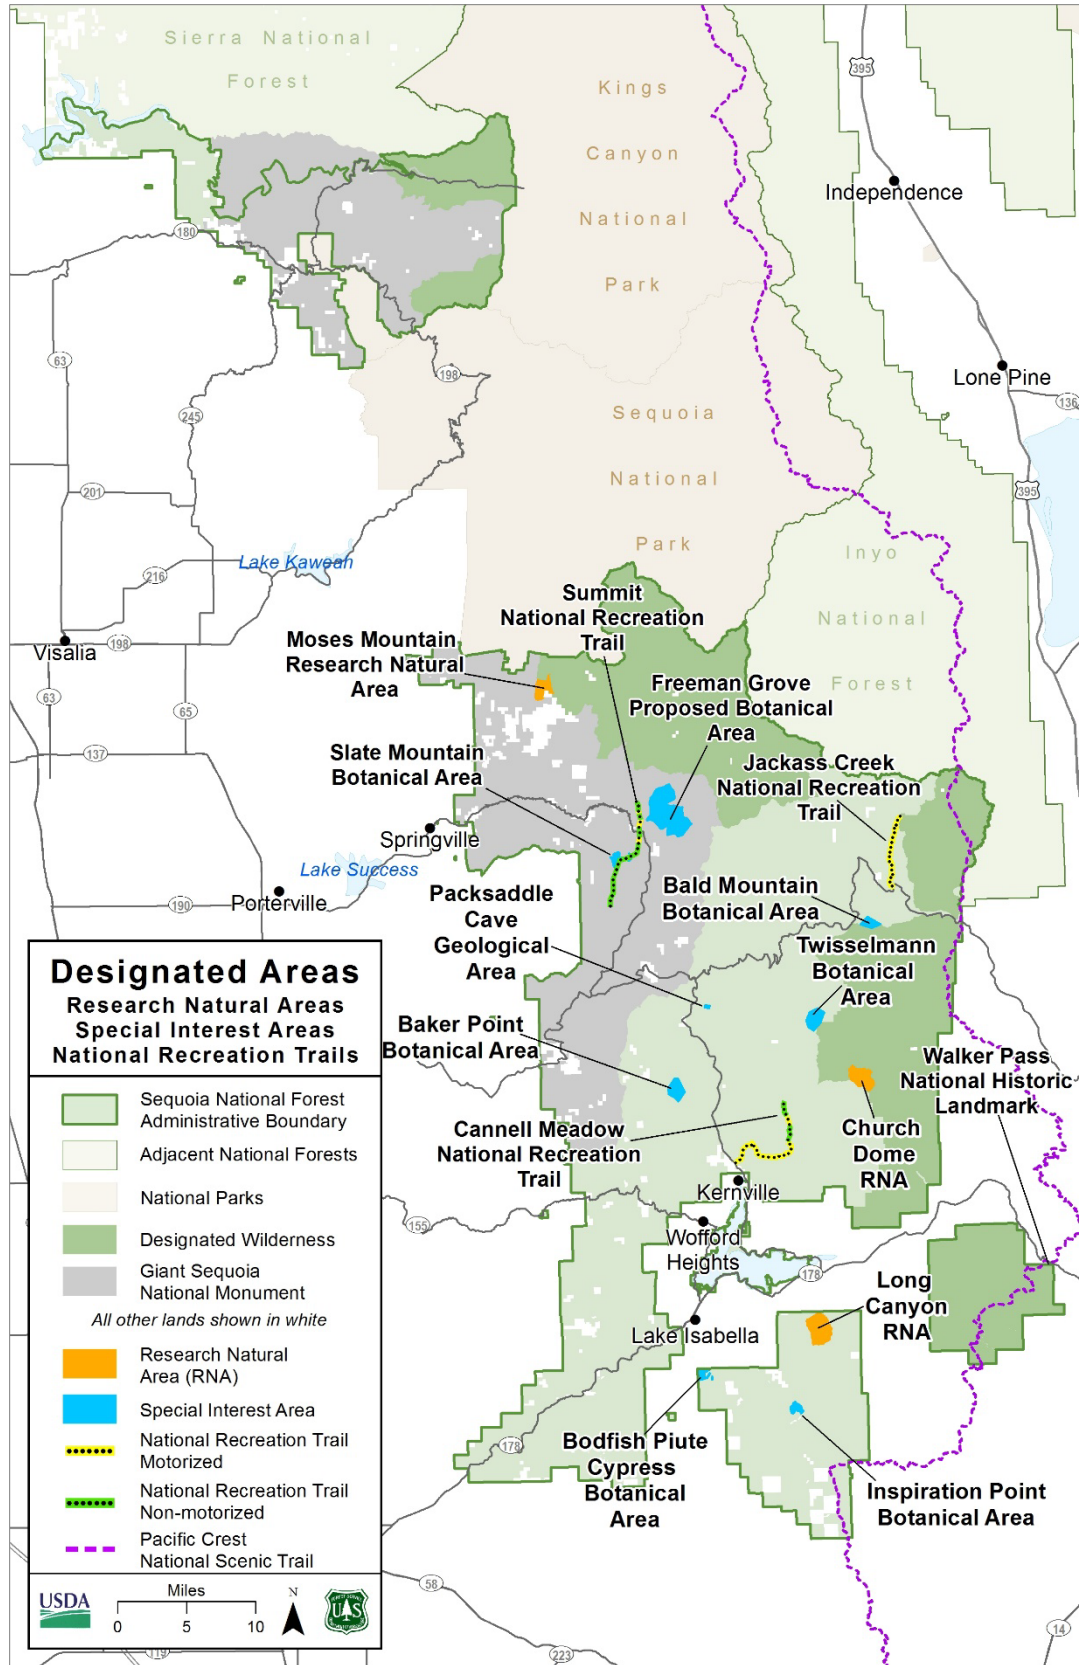 Sierra National
Forest
Kings
Canyon
National
Park
395
Independence
180
63
198
Lone Pine
136
245
Sequoia
National
Park
201
395
Lake Kaweah
216
Inyo
National
Forest
Summit
National Recreation
Trail
Visalia
198
Moses Mountain
Research Natural
Area
63
65
Freeman Grove
Proposed Botanical
Area
137
Slate Mountain
Botanical Area
Jackass Creek
National Recreation
Trail
Springville
Lake Success
190
Porterville
Packsaddle
Cave
Geological
Area
Bald Mountain
Botanical Area
Twisselmann
Botanical
Area
Baker Point
Botanical Area
Walker Pass
National Historic
Landmark
Cannell Meadow
National Recreation
Trail
Church
Dome
RNA
Kernville
155
Wofford
Heights
178
Long
Canyon
RNA
Lake Isabella
178
Bodfish Piute
Cypress
Botanical
Area
Inspiration Point
Botanical Area
58
223
14
119
Designated Areas
Research Natural Areas
Special Interest Areas
National Recreation Trails
Sequoia National Forest
Administrative Boundary
Adjacent National Forests
National Parks
Designated Wilderness
Giant Sequoia
National Monument
All other lands shown in white
Research Natural
Area (RNA)
Special Interest Area
National Recreation Trail
Motorized
National Recreation Trail
Non-motorized
Pacific Crest
National Scenic Trail
USDA
Miles
0 5 10
N
U S